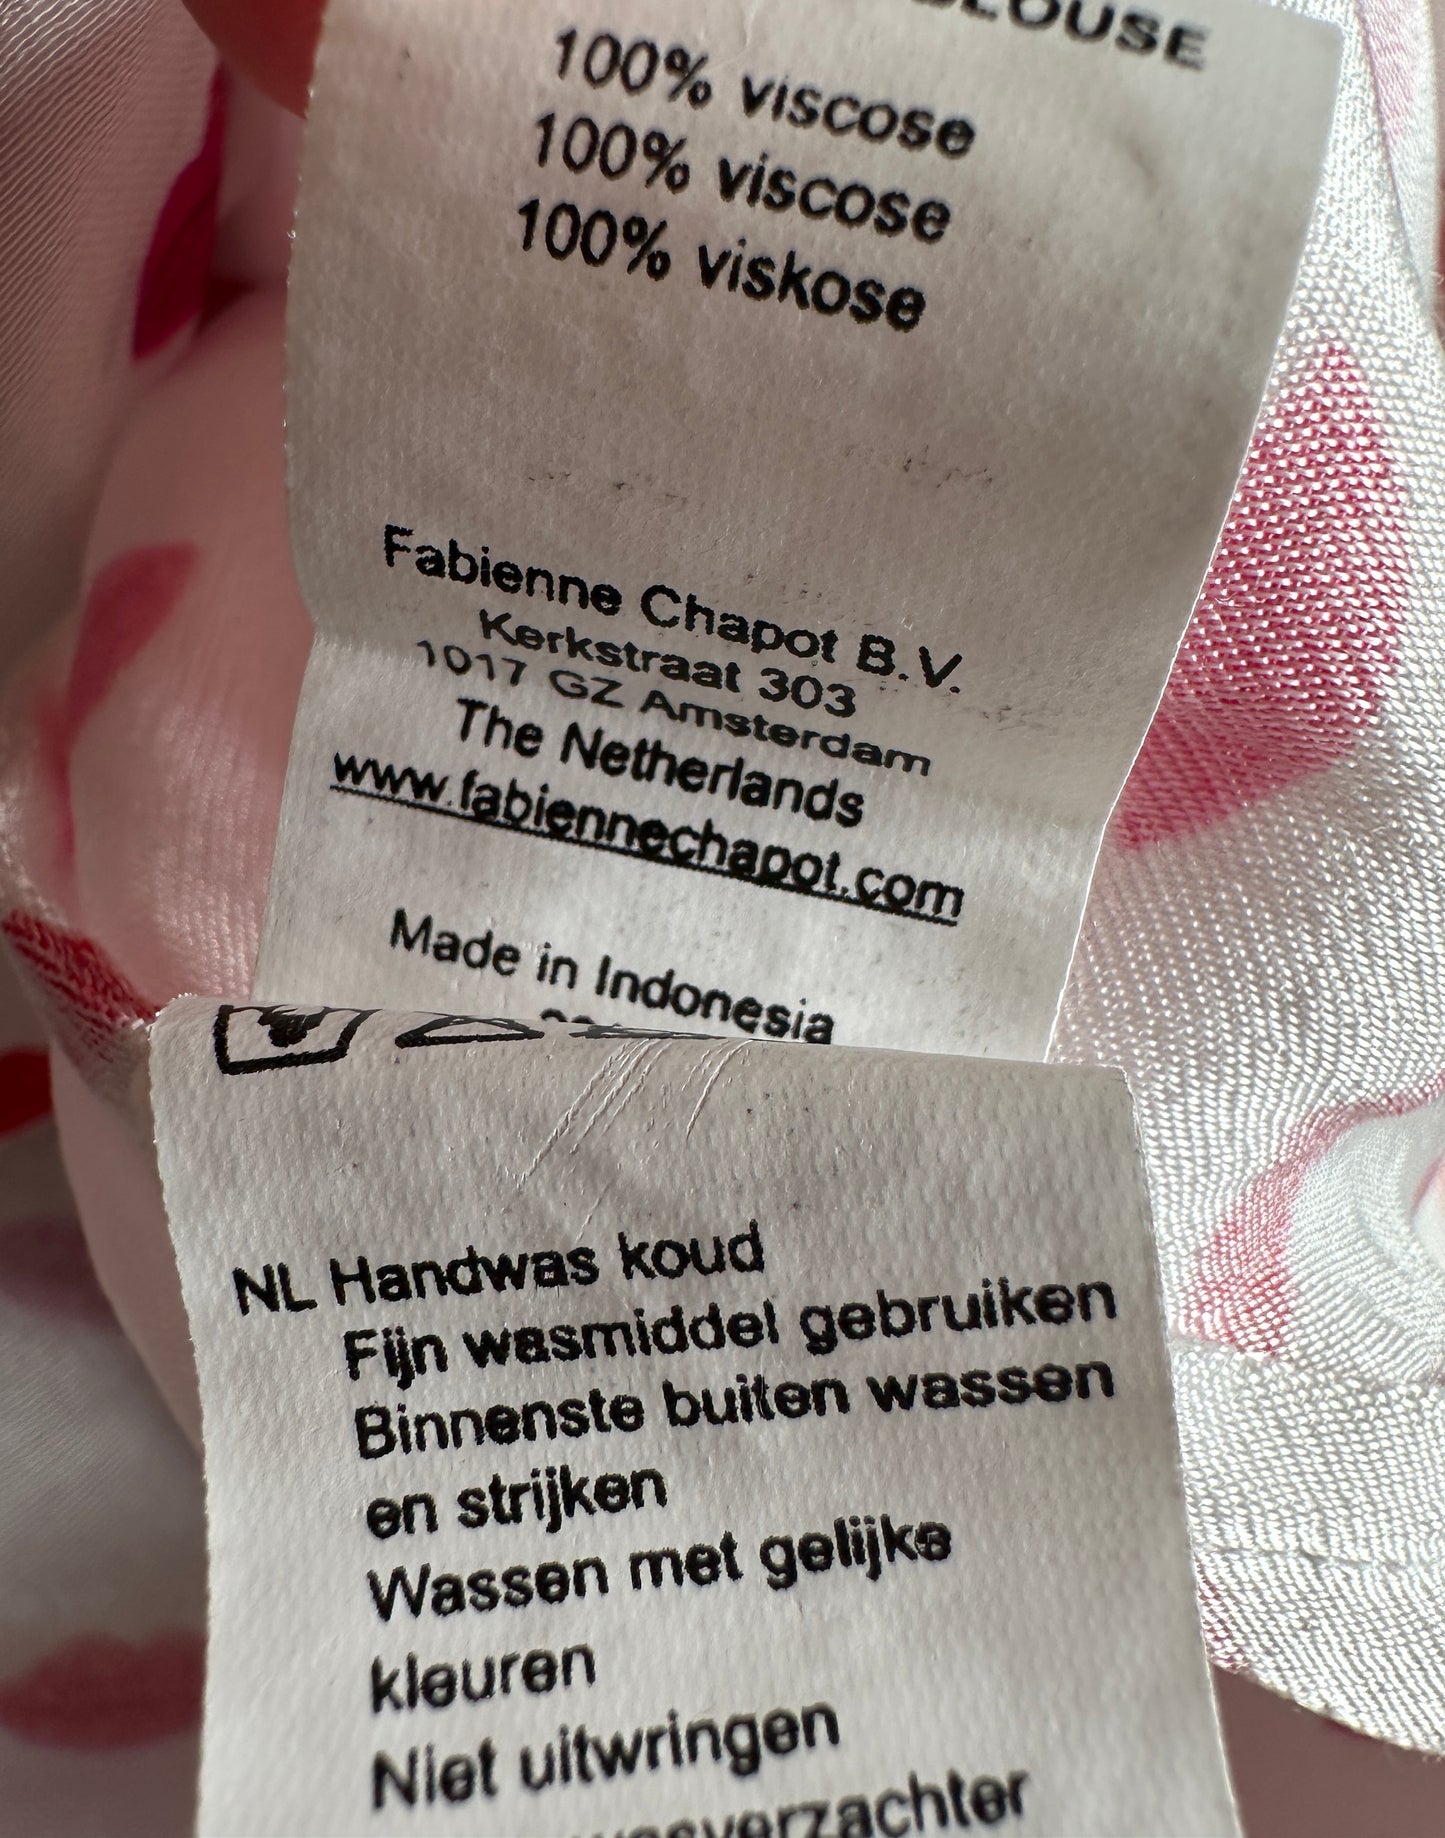 BLOUSE
100% viscose
100% viscose
100% viskose
Fabienne Chapot B.V.
Kerkstraat 303
1017 GZ Amsterdam
The Netherlands
www.fabiennechapot.com
Made in Indonesia
NL Handwas koud
Fijn wasmiddel gebruiken
Binnenste buiten wassen
en strijken
Wassen met gelijke
kleuren
Niet uitwringen